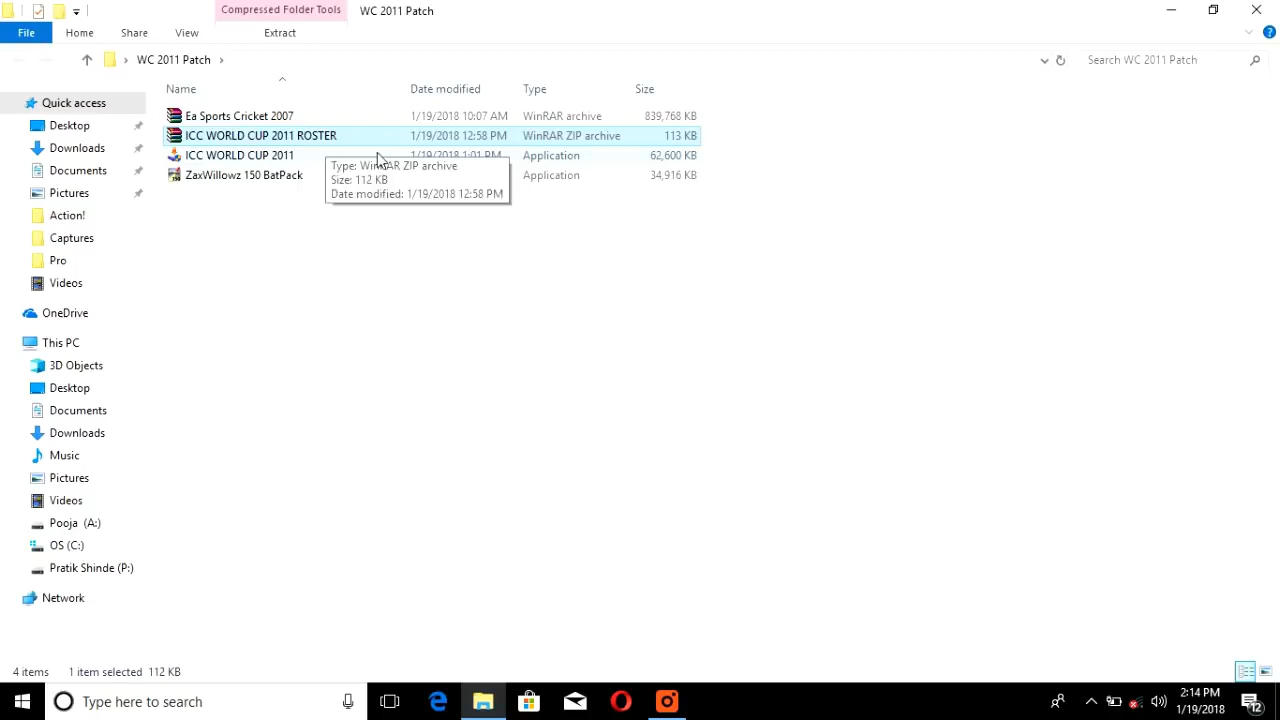 Compressed Folder Tools
WC 2011 Patch
File
Home
Share
View
Extract
WC 2011 Patch
Search WC 2011 Patch
Name
Date modified
Type
Size
Quick access
Desktop
Downloads
Documents
Pictures
Action!
Captures
Pro
Videos
OneDrive
This PC
3D Objects
Desktop
Documents
Downloads
Music
Pictures
Videos
Pooja (A:)
OS (C:)
Pratik Shinde (P:)
Network
Ea Sports Cricket 2007 1/19/2018 10:07 AM WinRAR archive 839,768 KB
ICC WORLD CUP 2011 ROSTER 1/19/2018 12:58 PM WinRAR ZIP archive 113 KB
ICC WORLD CUP 2011 1/19/2018 1:01 PM Application 62,600 KB
ZaxWillowz 150 BatPack Application 34,916 KB
Type: WinRAR ZIP archive
Size: 112 KB
Date modified: 1/19/2018 12:58 PM
4 items 1 item selected 112 KB
Type here to search
2:14 PM
1/19/2018
12